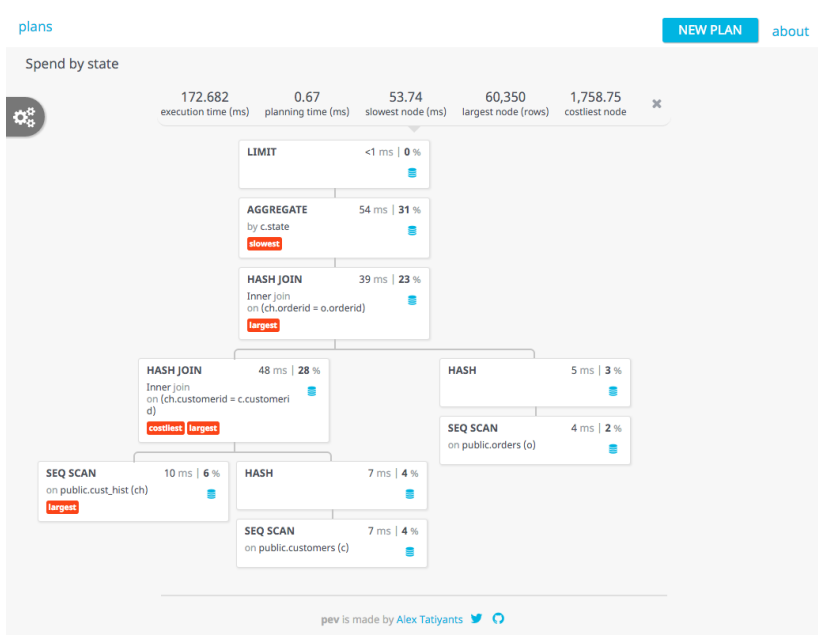 plans
NEW PLAN
about
Spend by state
172.682 0.67 53.74 60,350 1,758.75
execution time (ms) planning time (ms) slowest node (ms) largest node (rows) costliest node
LIMIT <1 ms | 0 %
AGGREGATE 54 ms | 31 %
by c.state
slowest
HASH JOIN 39 ms | 23 %
Inner join
on (ch.orderid = o.orderid)
largest
HASH JOIN 48 ms | 28 %
Inner join
on (ch.customerid = c.customeri
d)
costliest largest
HASH 5 ms | 3 %
SEQ SCAN 4 ms | 2 %
on public.orders (o)
SEQ SCAN 10 ms | 6 %
on public.cust_hist (ch)
largest
HASH 7 ms | 4 %
SEQ SCAN 7 ms | 4 %
on public.customers (c)
pev is made by Alex Tatiyants